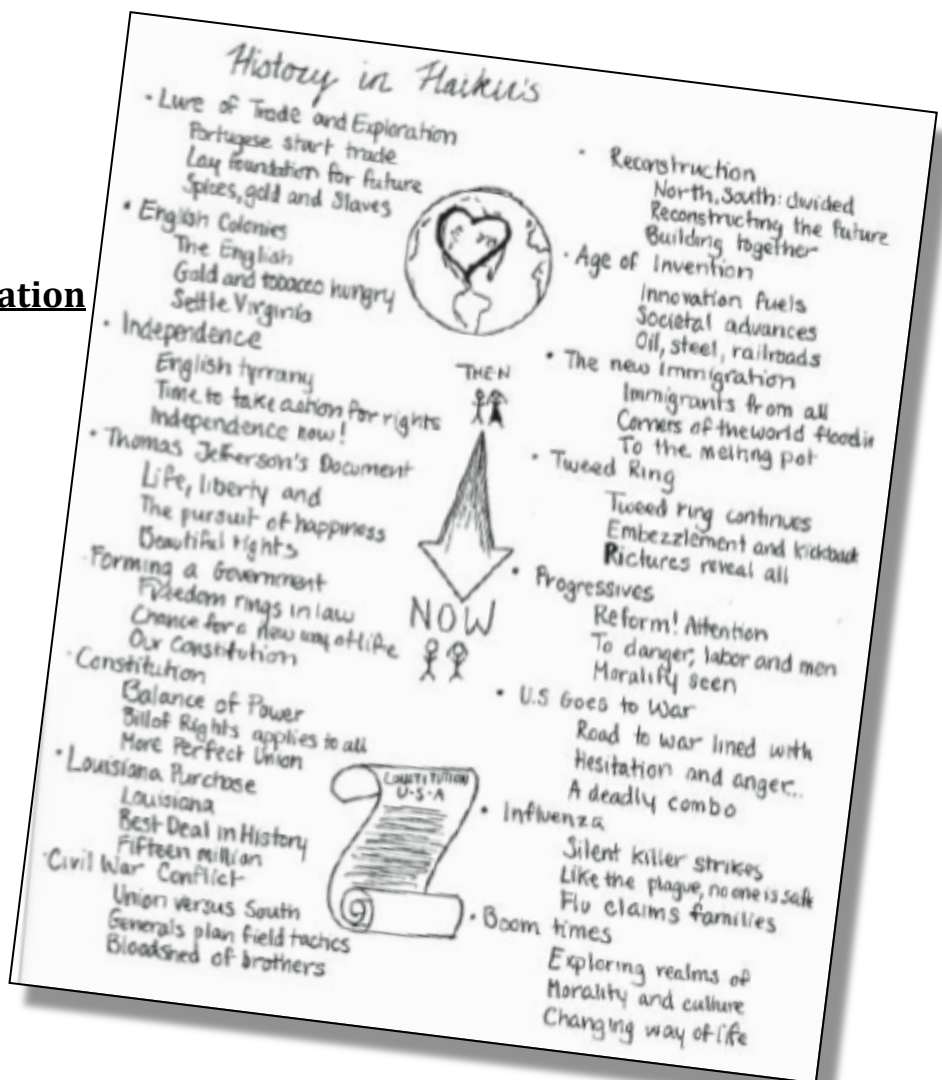 ation
History in Haiku's
· Lure of Trade and Exploration
Portugese start trade
Lay foundation for future
Spices, gold and Slaves
· English Colonies
The English
Gold and tobacco hungry
Settle Virginia
· Independence
English tyrrany
Time to take action for rights
Independence now!
· Thomas Jefferson's Document
Life, liberty and
The pursuit of happiness
Beautiful rights
· Forming a Government
Freedom rings in law
Chance for a new way of life
Our Constitution
· Constitution
Balance of Power
Bill of Rights applies to all
More Perfect Union
· Louisiana Purchase
Louisiana
Best Deal in History
Fifteen million
· Civil War Conflict
Union versus South
Generals plan field tactics
Bloodshed of brothers
THEN
NOW
CONSTITUTION
U.S.A
· Reconstruction
North, South: divided
Reconstructing the future
Building together
· Age of Invention
Innovation fuels
Societal advances
Oil, steel, railroads
· The new Immigration
Immigrants from all
Corners of the world flood in
To the melting pot
· Tweed Ring
Tweed ring continues
Embezzlement and kickback
Pictures reveal all
· Progressives
Reform! Attention
To danger, labor and men
Morality seen
· U.S Goes to War
Road to war lined with
Hesitation and anger..
A deadly combo
· Influenza
Silent killer strikes
Like the plague, no one is safe
Flu claims families
· Boom times
Exploring realms of
Morality and culture
Changing way of life